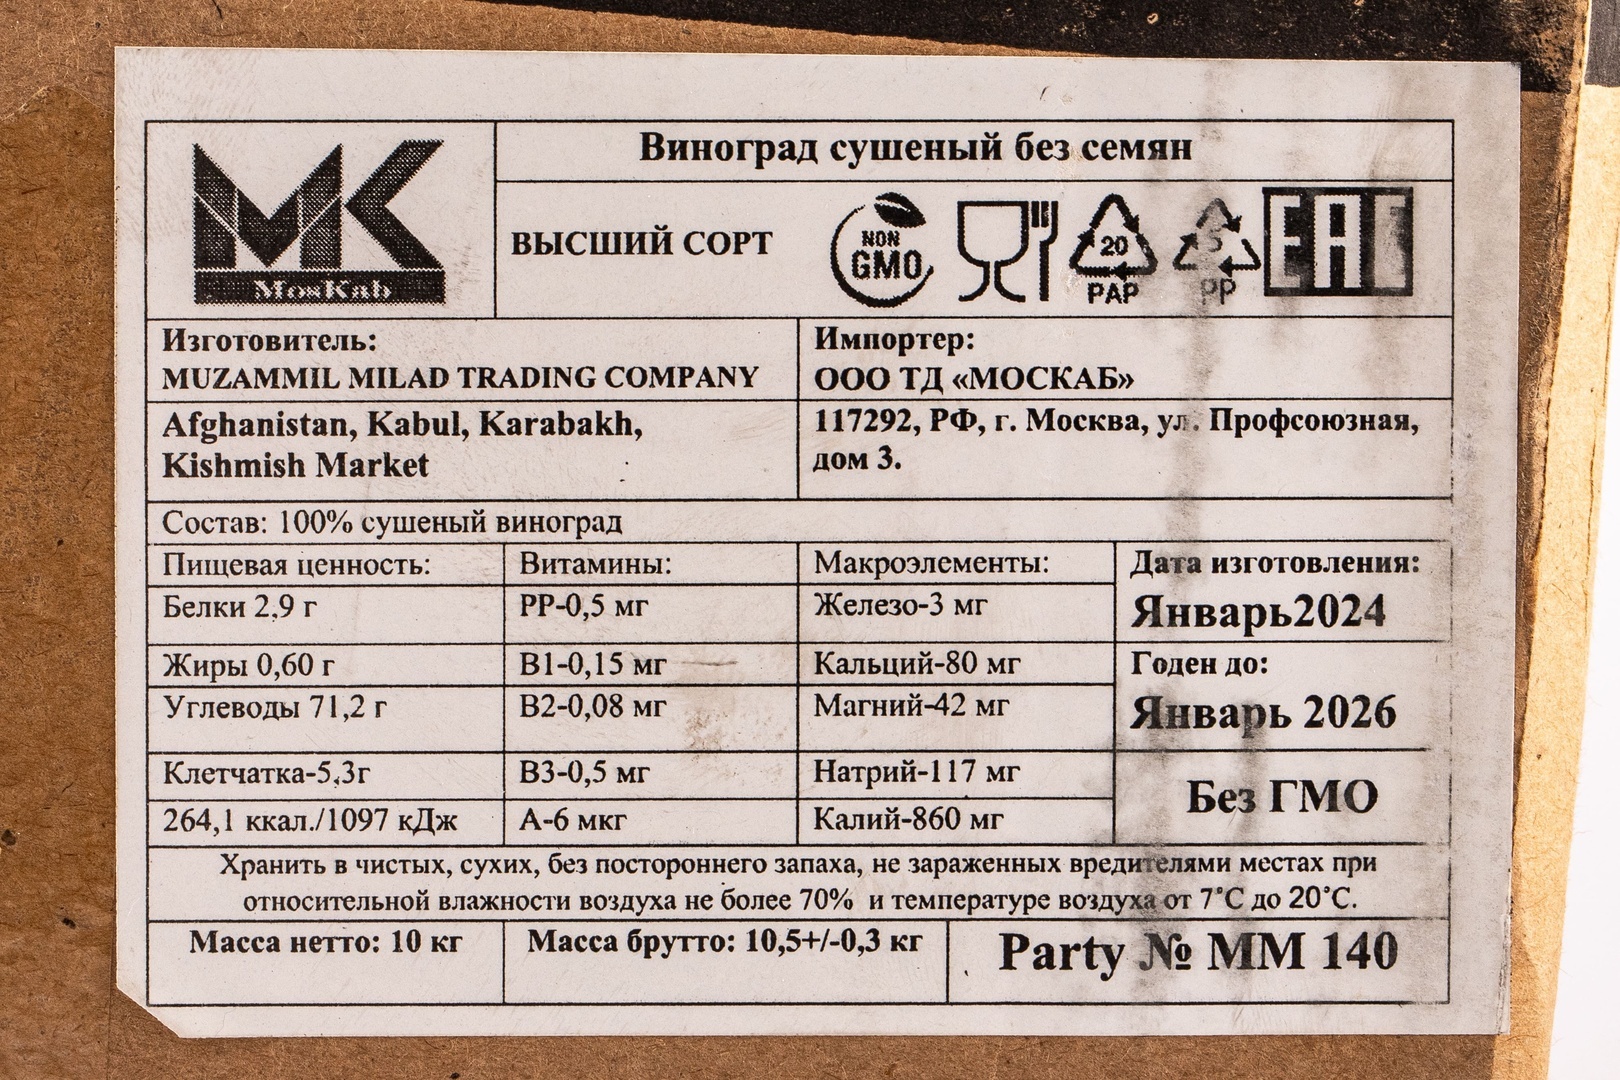 MosKab
Виноград сушеный без семян
ВЫСШИЙ СОРТ
NON
GMO
20
PAP
5
PP
EAC
Изготовитель:
MUZAMMIL MILAD TRADING COMPANY
Импортер:
ООО ТД «МОСКАБ»
Afghanistan, Kabul, Karabakh,
Kishmish Market
117292, РФ, г. Москва, ул. Профсоюзная,
дом 3.
Состав: 100% сушеный виноград
Пищевая ценность:
Витамины:
Макроэлементы:
Дата изготовления:
Белки 2,9 г
РР-0,5 мг
Железо-3 мг
Январь2024
Жиры 0,60 г
В1-0,15 мг
Кальций-80 мг
Годен до:
Углеводы 71,2 г
В2-0,08 мг
Магний-42 мг
Январь 2026
Клетчатка-5,3г
В3-0,5 мг
Натрий-117 мг
Без ГМО
264,1 ккал./1097 кДж
А-6 мкг
Калий-860 мг
Хранить в чистых, сухих, без постороннего запаха, не зараженных вредителями местах при
относительной влажности воздуха не более 70% и температуре воздуха от 7°С до 20°С.
Масса нетто: 10 кг
Масса брутто: 10,5+/-0,3 кг
Party № MM 140